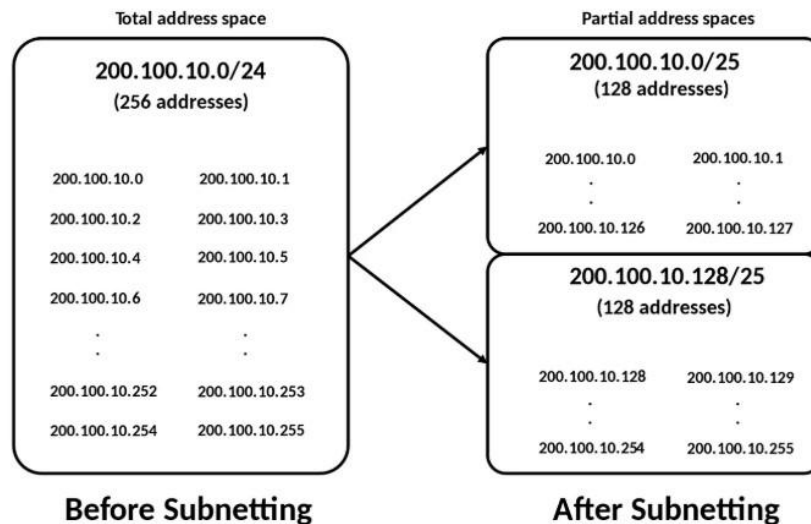 Total address space
200.100.10.0/24
(256 addresses)
200.100.10.0 200.100.10.1
200.100.10.2 200.100.10.3
200.100.10.4 200.100.10.5
200.100.10.6 200.100.10.7
. .
. .
200.100.10.252 200.100.10.253
200.100.10.254 200.100.10.255
Before Subnetting
Partial address spaces
200.100.10.0/25
(128 addresses)
200.100.10.0 200.100.10.1
. .
. .
200.100.10.126 200.100.10.127
200.100.10.128/25
(128 addresses)
200.100.10.128 200.100.10.129
. .
. .
200.100.10.254 200.100.10.255
After Subnetting